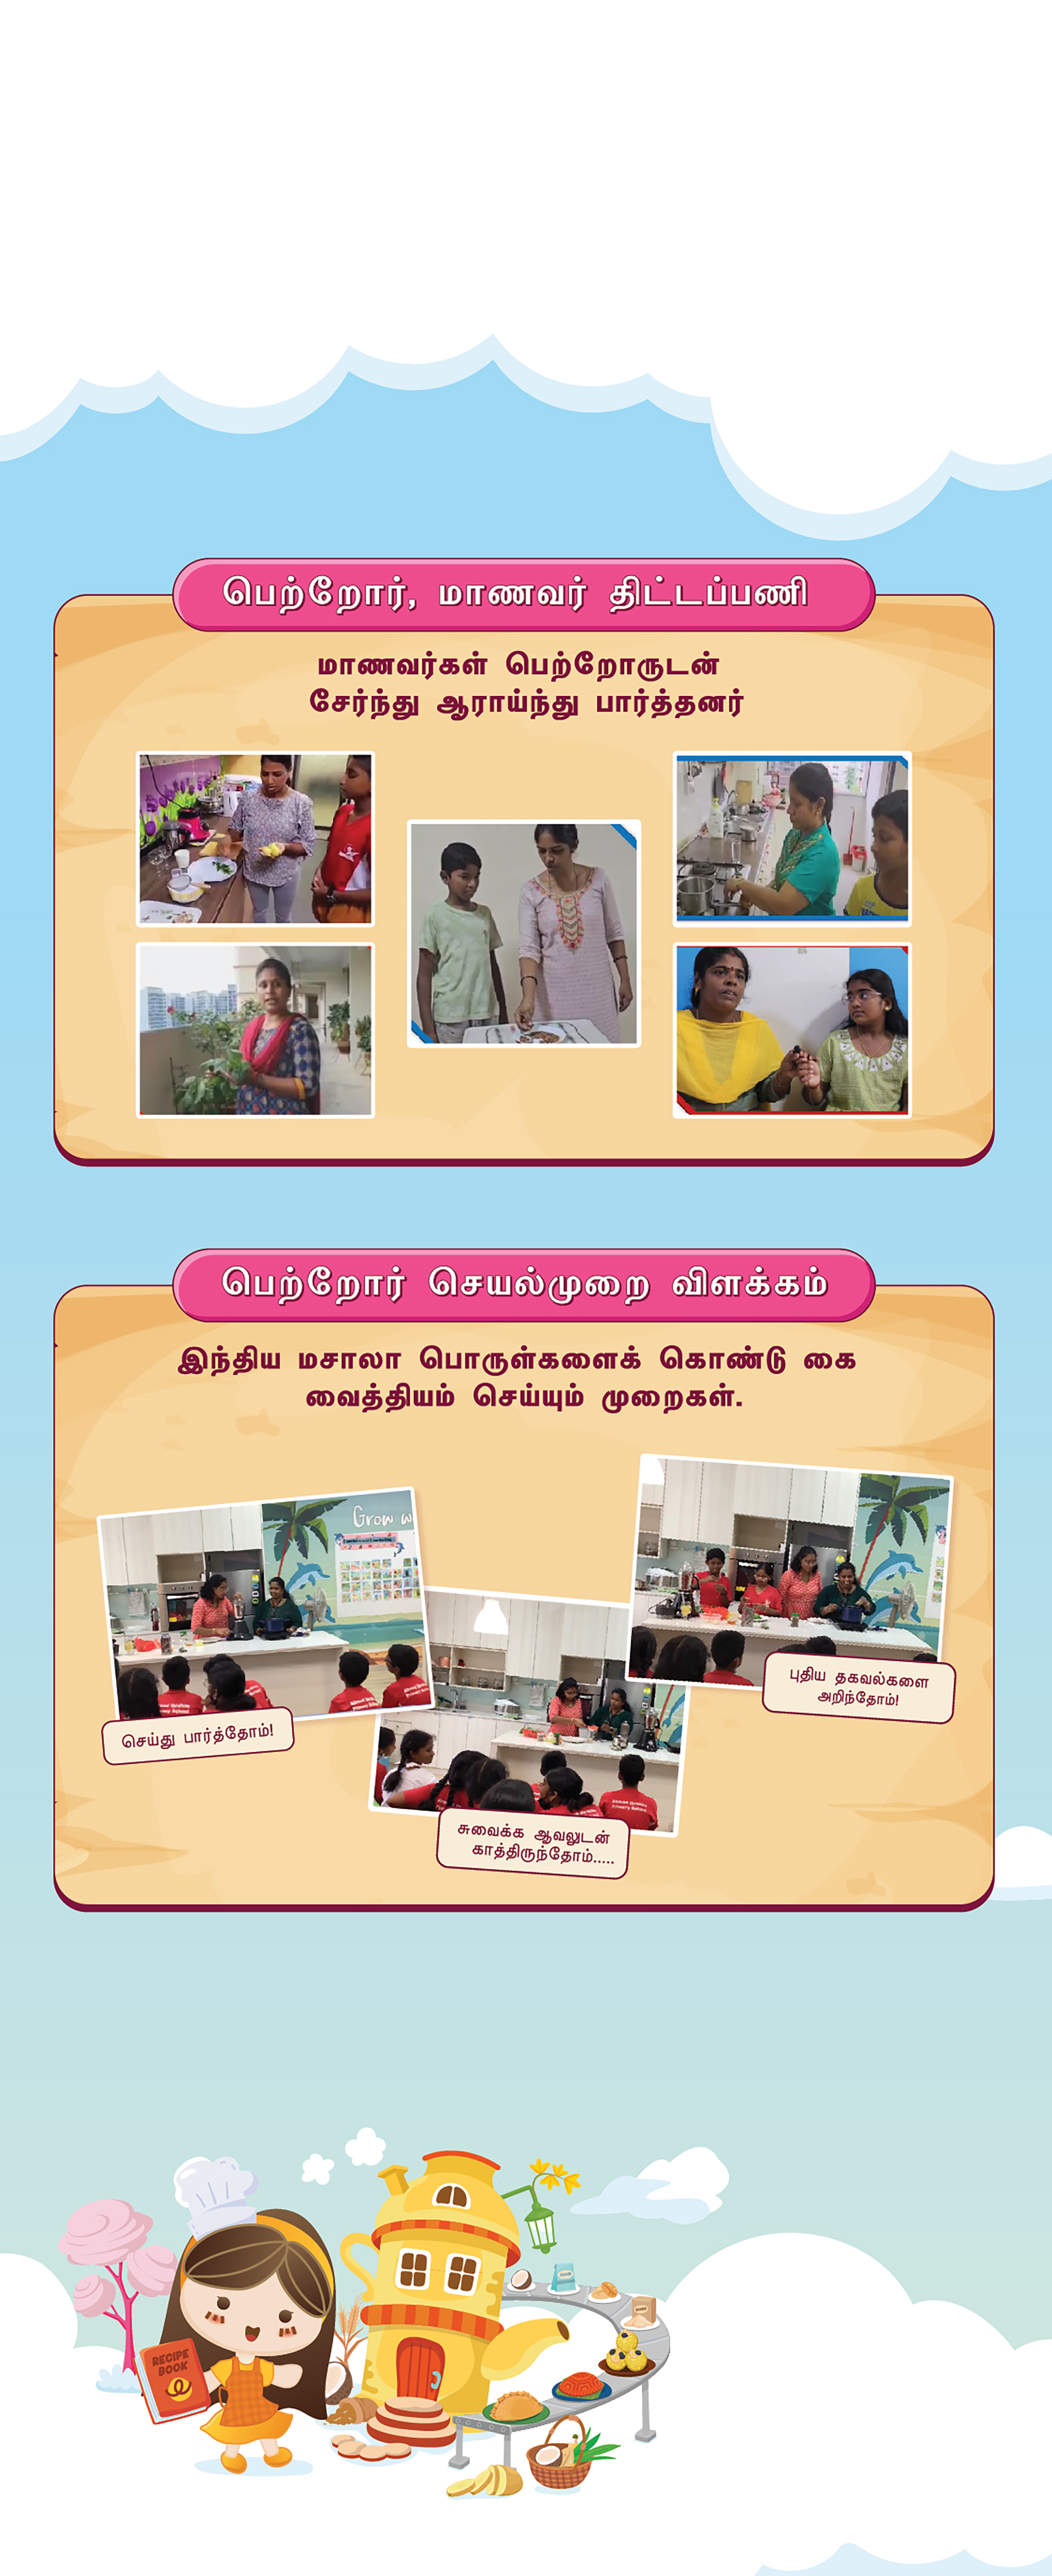 பெற்றோர், மாணவர் திட்டப்பணி
மாணவர்கள் பெற்றோருடன்
சேர்ந்து ஆராய்ந்து பார்த்தனர்
பெற்றோர் செயல்முறை விளக்கம்
இந்திய மசாலா பொருள்களைக் கொண்டு கை
வைத்தியம் செய்யும் முறைகள்.
Grow w
புதிய தகவல்களை
அறிந்தோம்!
செய்து பார்த்தோம்!
சுவைக்க ஆவலுடன்
காத்திருந்தோம்.....
RECIPE
BOOK